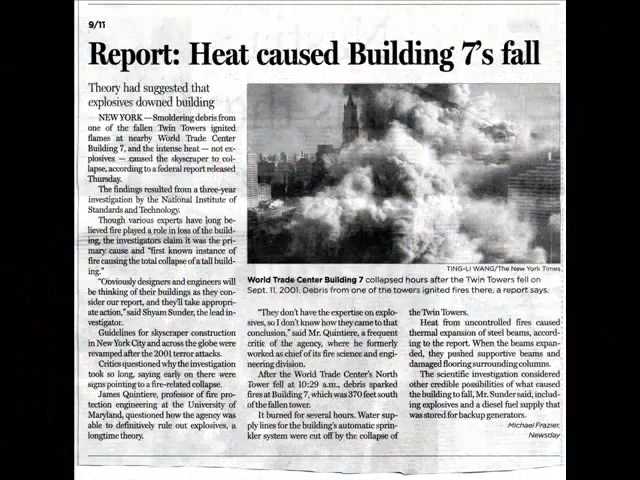 9/11
Report: Heat caused Building 7's fall
Theory had suggested that
explosives downed building
NEW YORK — Smoldering debris from
one of the fallen Twin Towers ignited
flames at nearby World Trade Center
Building 7, and the intense heat — not ex-
plosives — caused the skyscraper to col-
lapse, according to a federal report released
Thursday.
The findings resulted from a three-year
investigation by the National Institute of
Standards and Technology.
Though various experts have long be-
lieved fire played a role in loss of the build-
ing, the investigators claim it was the pri-
mary cause and "first known instance of
fire causing the total collapse of a tall build-
ing."
"Obviously designers and engineers will
be thinking of their buildings as they con-
sider our report, and they'll take appropri-
ate action," said Shyam Sunder, the lead in-
vestigator.
Guidelines for skyscraper construction
in New York City and across the globe were
revamped after the 2001 terror attacks.
Critics questioned why the investigation
took so long, saying early on there were
signs pointing to a fire-related collapse.
James Quintiere, professor of fire pro-
tection engineering at the University of
Maryland, questioned how the agency was
able to definitively rule out explosives, a
longtime theory.
TING-LI WANG/The New York Times
World Trade Center Building 7 collapsed hours after the Twin Towers fell on
Sept. 11, 2001. Debris from one of the towers ignited fires there, a report says.
"They don't have the expertise on explo-
sives, so I don't know how they came to that
conclusion," said Mr. Quintiere, a frequent
critic of the agency, where he formerly
worked as chief of its fire science and engi-
neering division.
After the World Trade Center's North
Tower fell at 10:29 a.m., debris sparked
fires at Building 7, which was 370 feet south
of the fallen tower.
It burned for several hours. Water sup-
ply lines for the building's automatic sprin-
kler system were cut off by the collapse of
the Twin Towers.
Heat from uncontrolled fires caused
thermal expansion of steel beams, accord-
ing to the report. When the beams expan-
ded, they pushed supportive beams and
damaged flooring surrounding columns.
The scientific investigation considered
other credible possibilities of what caused
the building to fall, Mr. Sunder said, includ-
ing explosives and a diesel fuel supply that
was stored for backup generators.
Michael Frazier,
Newsday